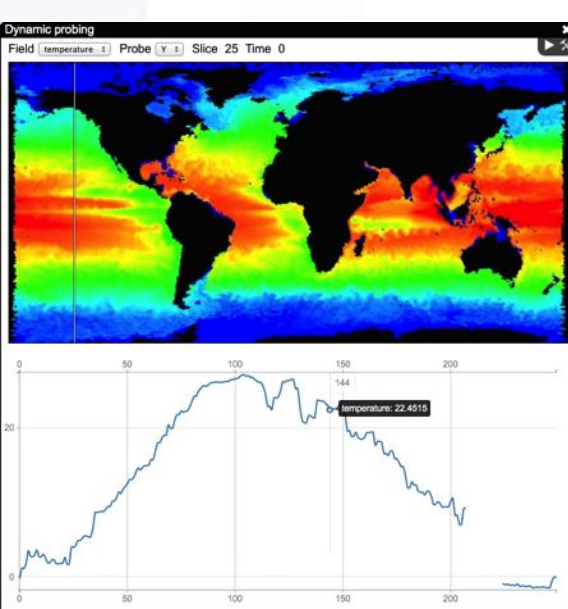 Dynamic probing
Field temperature Probe Y Slice 25 Time 0
0 50 100 150 200
144
temperature: 22.4515
20
0
0 50 100 150 200